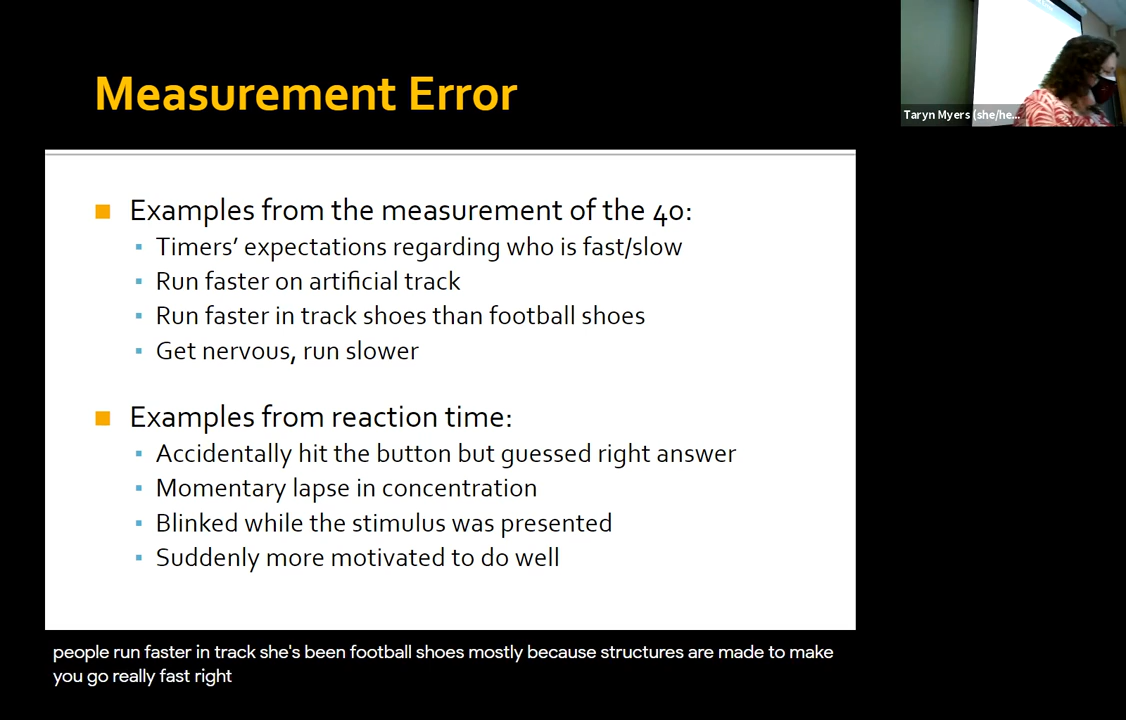 Measurement Error
Taryn Myers (she/he...
Examples from the measurement of the 40:
Timers' expectations regarding who is fast/slow
Run faster on artificial track
Run faster in track shoes than football shoes
Get nervous, run slower
Examples from reaction time:
Accidentally hit the button but guessed right answer
Momentary lapse in concentration
Blinked while the stimulus was presented
Suddenly more motivated to do well
people run faster in track she's been football shoes mostly because structures are made to make
you go really fast right